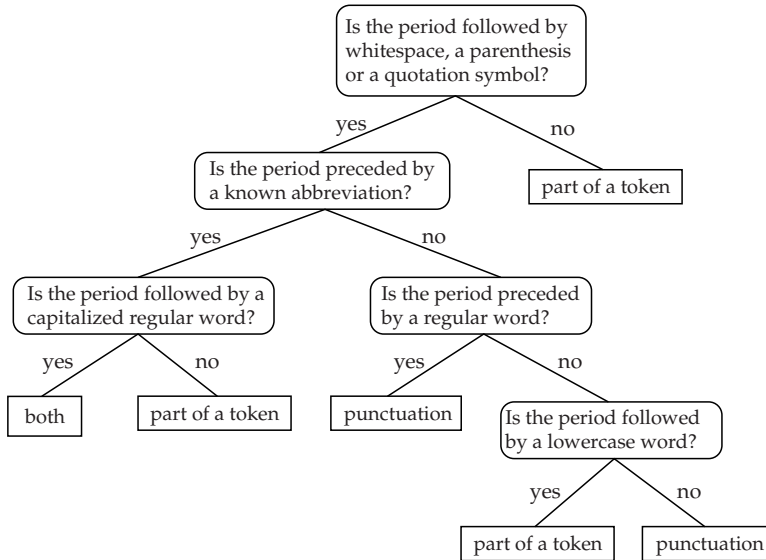 Is the period followed by
whitespace, a parenthesis
or a quotation symbol?
yes
no
Is the period preceded by
a known abbreviation?
part of a token
yes
no
Is the period followed by a
capitalized regular word?
Is the period preceded
by a regular word?
yes
no
yes
no
both
part of a token
punctuation
Is the period followed
by a lowercase word?
yes
no
part of a token
punctuation